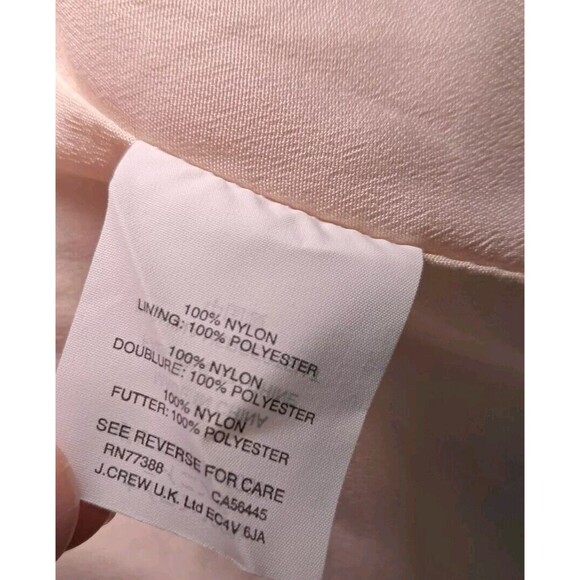 100% NYLON
LINING: 100% POLYESTER
100% NYLON
DOUBLURE: 100% POLYESTER
100% NYLON
FUTTER: 100% POLYESTER
SEE REVERSE FOR CARE
RN77388 CA56445
J.CREW U.K. Ltd EC4V 6JA